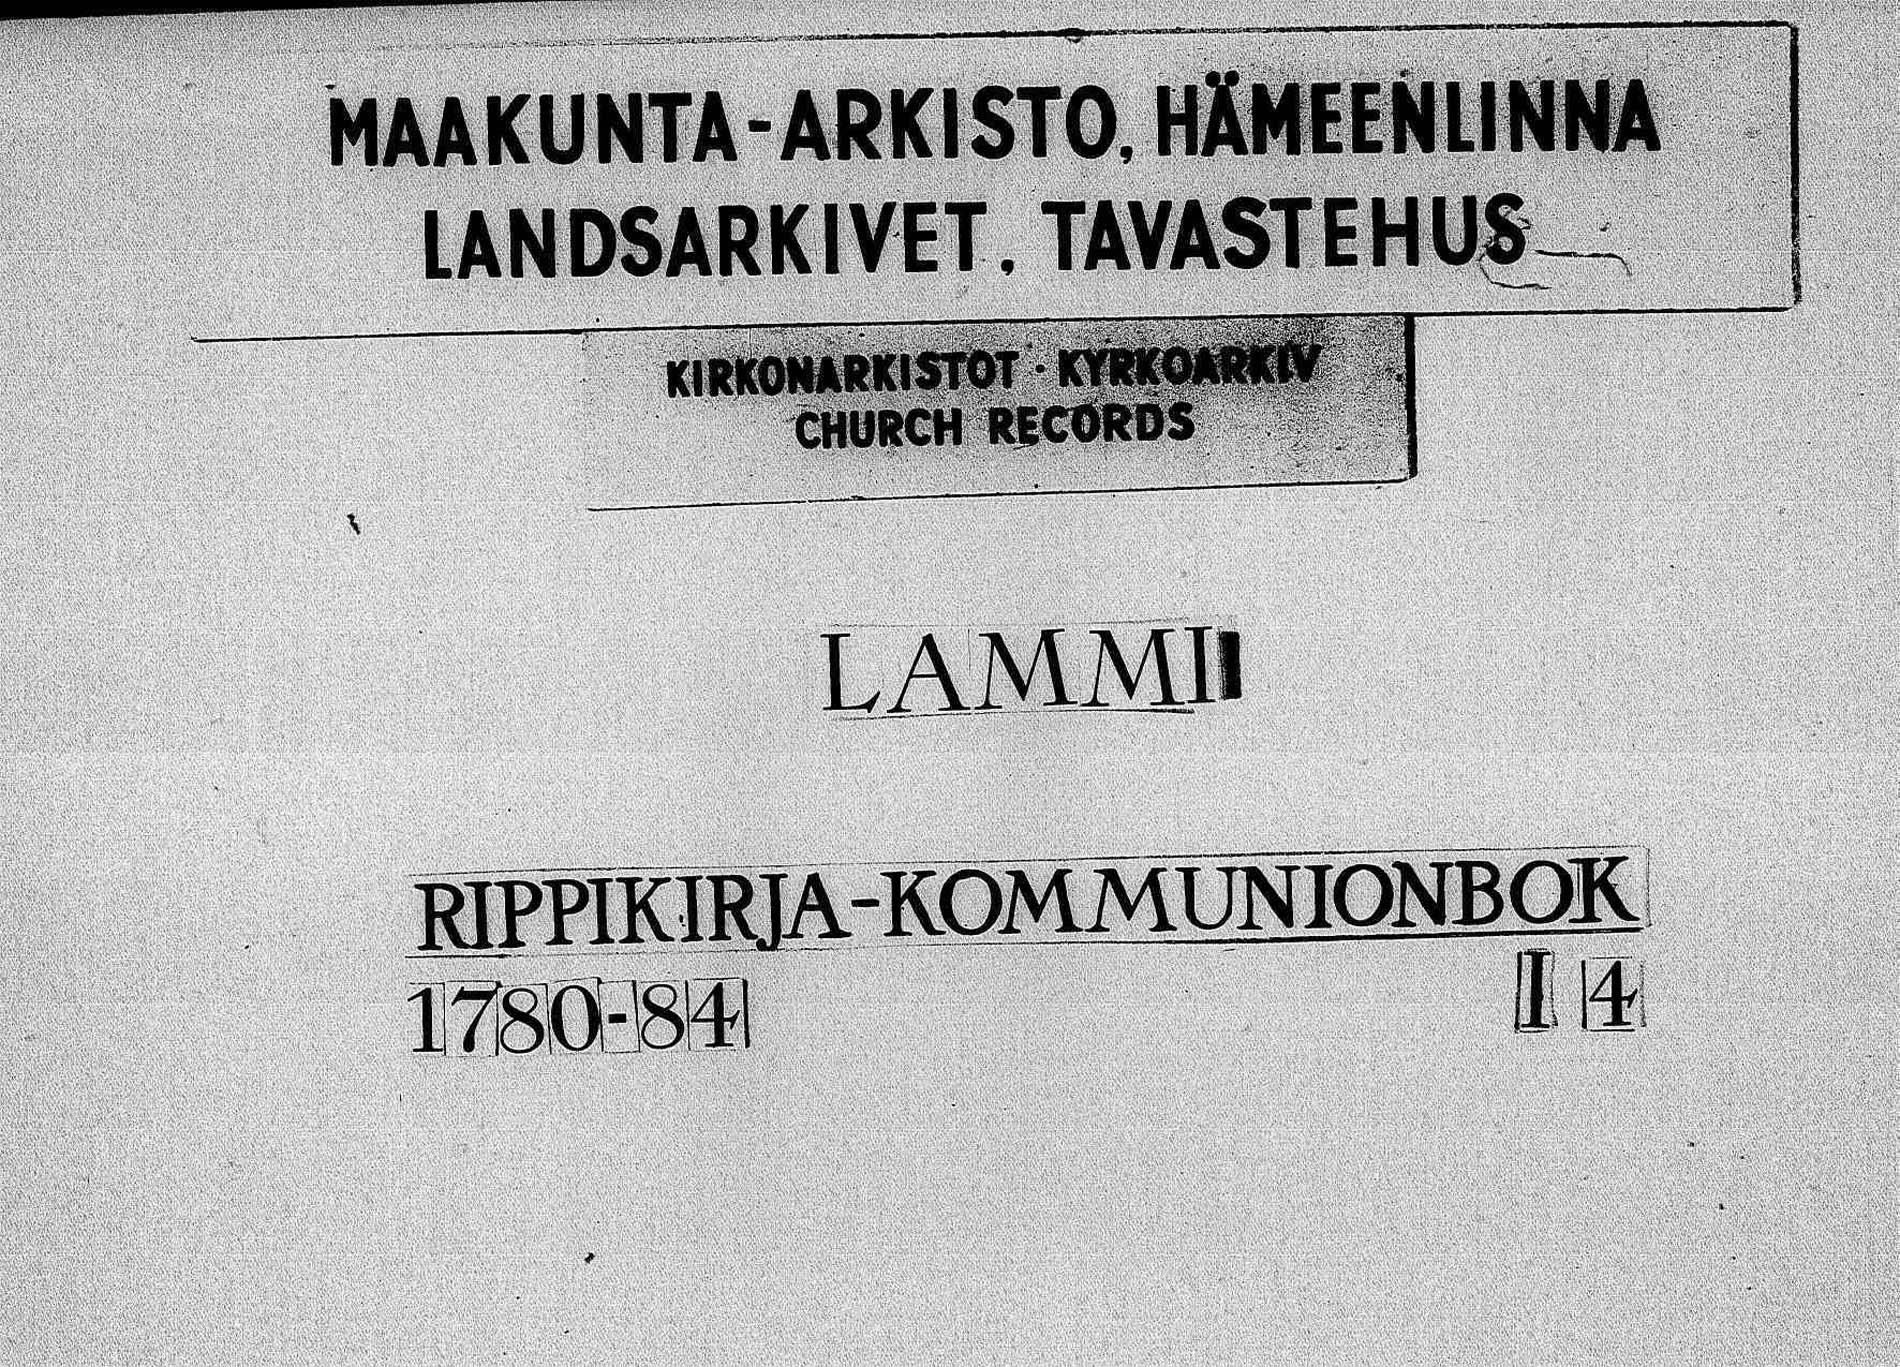 MAAKUNTA-ARKISTO, HÄMEENLINNA
LANDSARKIVET, TAVASTEHUS
KIRKONARKISTOT · KYRKOARKIV
CHURCH RECORDS
LAMMI
RIPPIKIRJA-KOMMUNIONBOK
1780-84 I 4